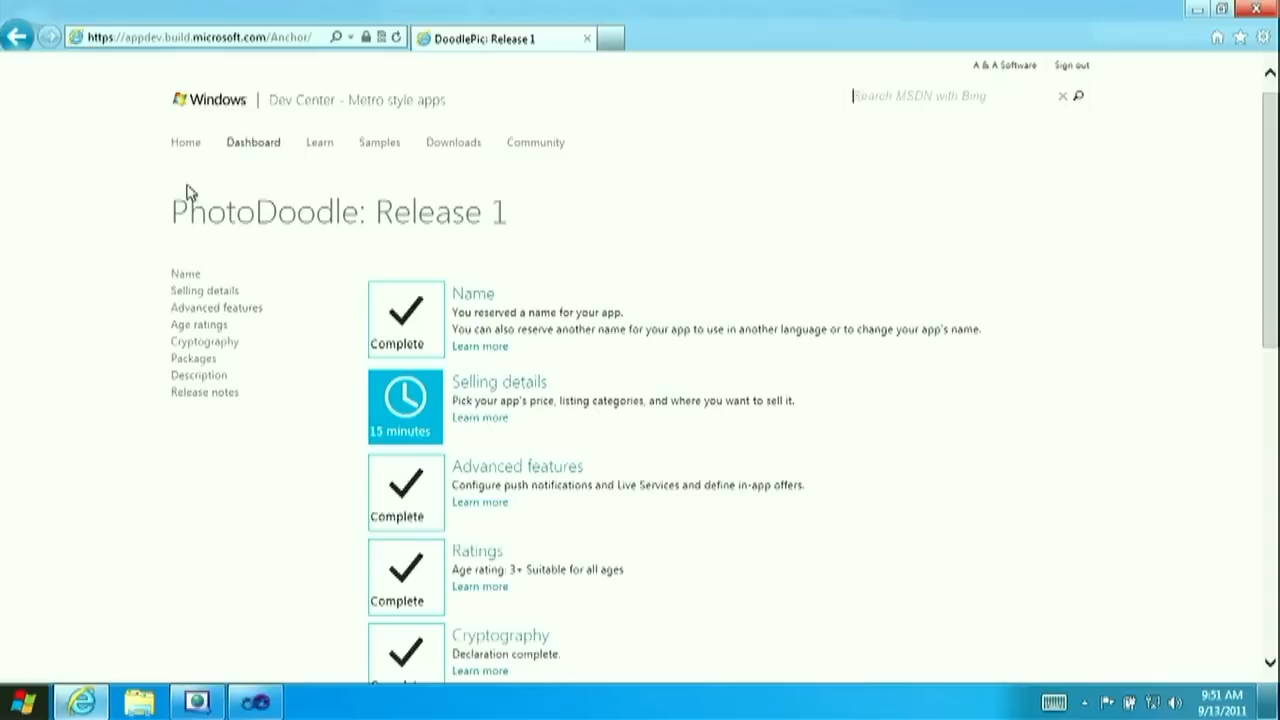 https://appdev.build.microsoft.com/Anchor/
DoodlePic: Release 1
A & A Software Sign out
Windows | Dev Center - Metro style apps
Search MSDN with Bing
Home Dashboard Learn Samples Downloads Community
PhotoDoodle: Release 1
Name
Selling details
Advanced features
Age ratings
Cryptography
Packages
Description
Release notes
Complete
Name
You reserved a name for your app.
You can also reserve another name for your app to use in another language or to change your app's name.
Learn more
15 minutes
Selling details
Pick your app's price, listing categories, and where you want to sell it.
Learn more
Complete
Advanced features
Configure push notifications and Live Services and define in-app offers.
Learn more
Complete
Ratings
Age rating: 3+ Suitable for all ages
Learn more
Cryptography
Declaration complete.
Learn more
9:51 AM
9/13/2011